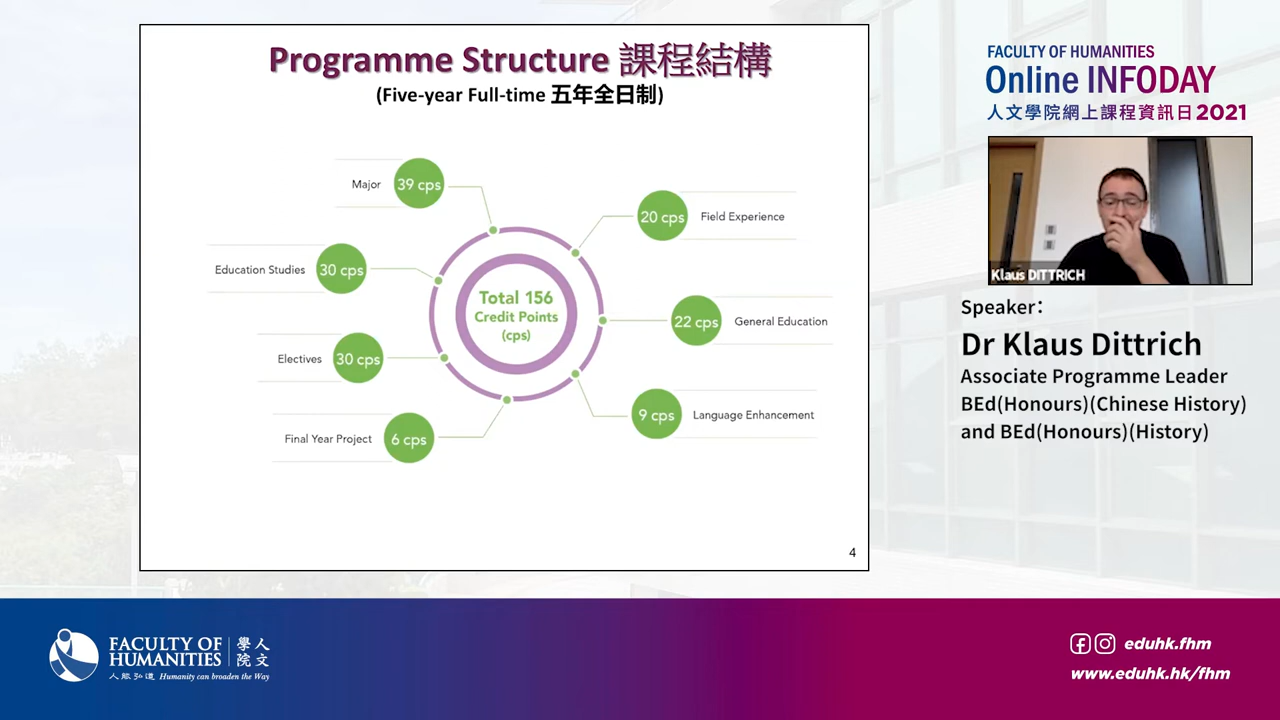 Programme Structure 課程結構
(Five-year Full-time 五年全日制)
Major
39 cps
Education Studies
30 cps
Electives
30 cps
Final Year Project
6 cps
Total 156
Credit Points
(cps)
20 cps
Field Experience
22 cps
General Education
9 cps
Language Enhancement
4
FACULTY OF HUMANITIES
Online INFODAY
人文學院網上課程資訊日2021
Klaus DITTRICH
Speaker:
Dr Klaus Dittrich
Associate Programme Leader
BEd(Honours)(Chinese History)
and BEd(Honours)(History)
FACULTY OF
HUMANITIES
學人
院文
人能弘道 Humanity can broaden the Way
eduhk.fhm
www.eduhk.hk/fhm